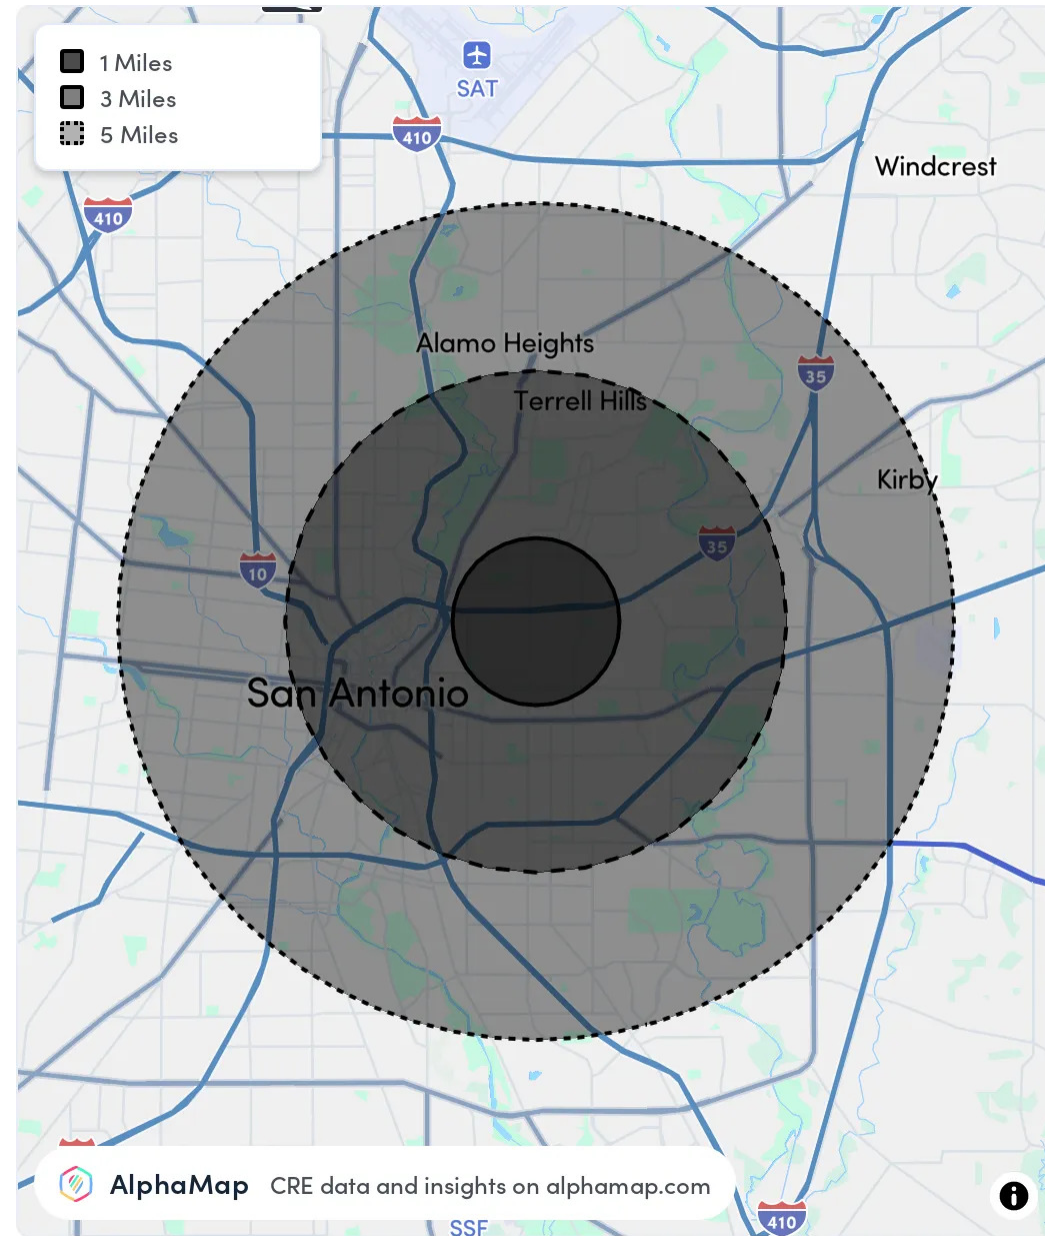 1 Miles
3 Miles
5 Miles
SAT
410
Windcrest
410
Alamo Heights
35
Terrell Hills
Kirby
35
10
San Antonio
AlphaMap CRE data and insights on alphamap.com
410
SSF